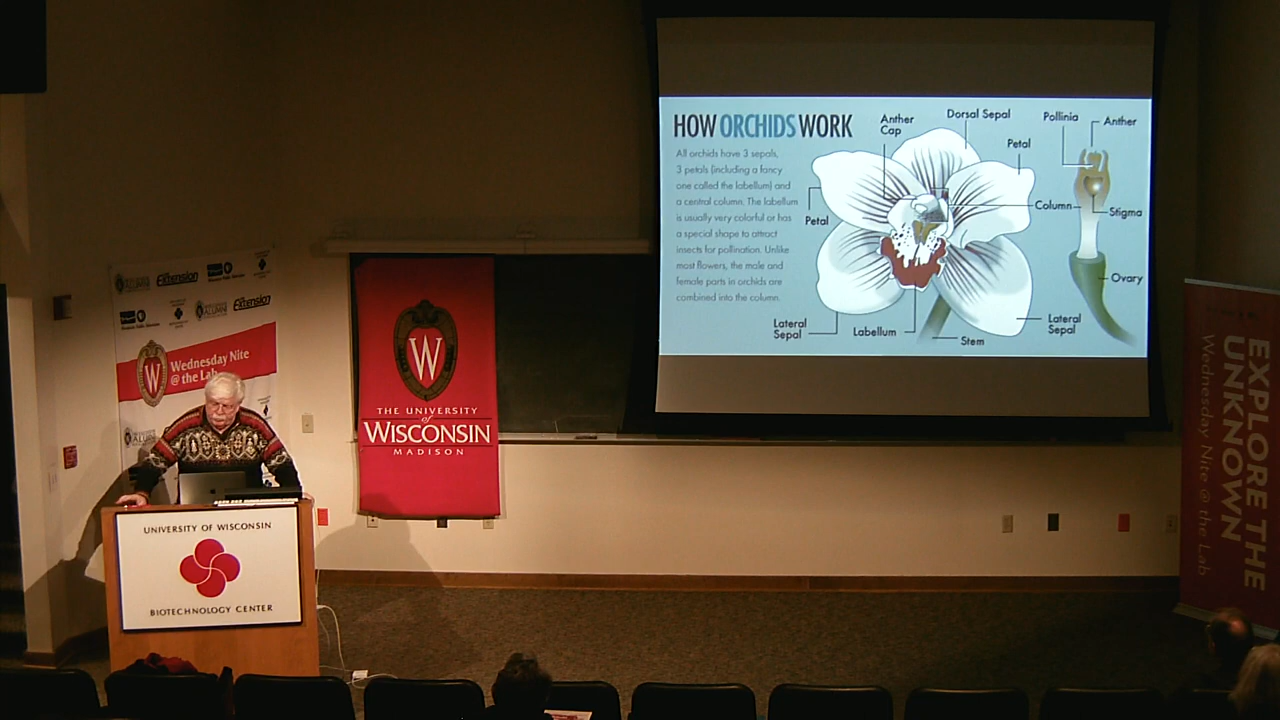 HOW ORCHIDS WORK
All orchids have 3 sepals,
3 petals (including a fancy
one called the labellum) and
a central column. The labellum
is usually very colorful or has
a special shape to attract
insects for pollination. Unlike
most flowers, the male and
female parts in orchids are
combined into the column.
Anther
Cap
Dorsal Sepal
Petal
Pollinia
Anther
Petal
Column
Stigma
Ovary
Lateral
Sepal
Labellum
Stem
Lateral
Sepal
Extension
ALUMNI
Extension
W
Wednesday Nite
@ the Lab
W
THE UNIVERSITY
of
WISCONSIN
MADISON
UNIVERSITY OF WISCONSIN
BIOTECHNOLOGY CENTER
EXPLORE THE
UNKNOWN
Wednesday Nite @ the Lab